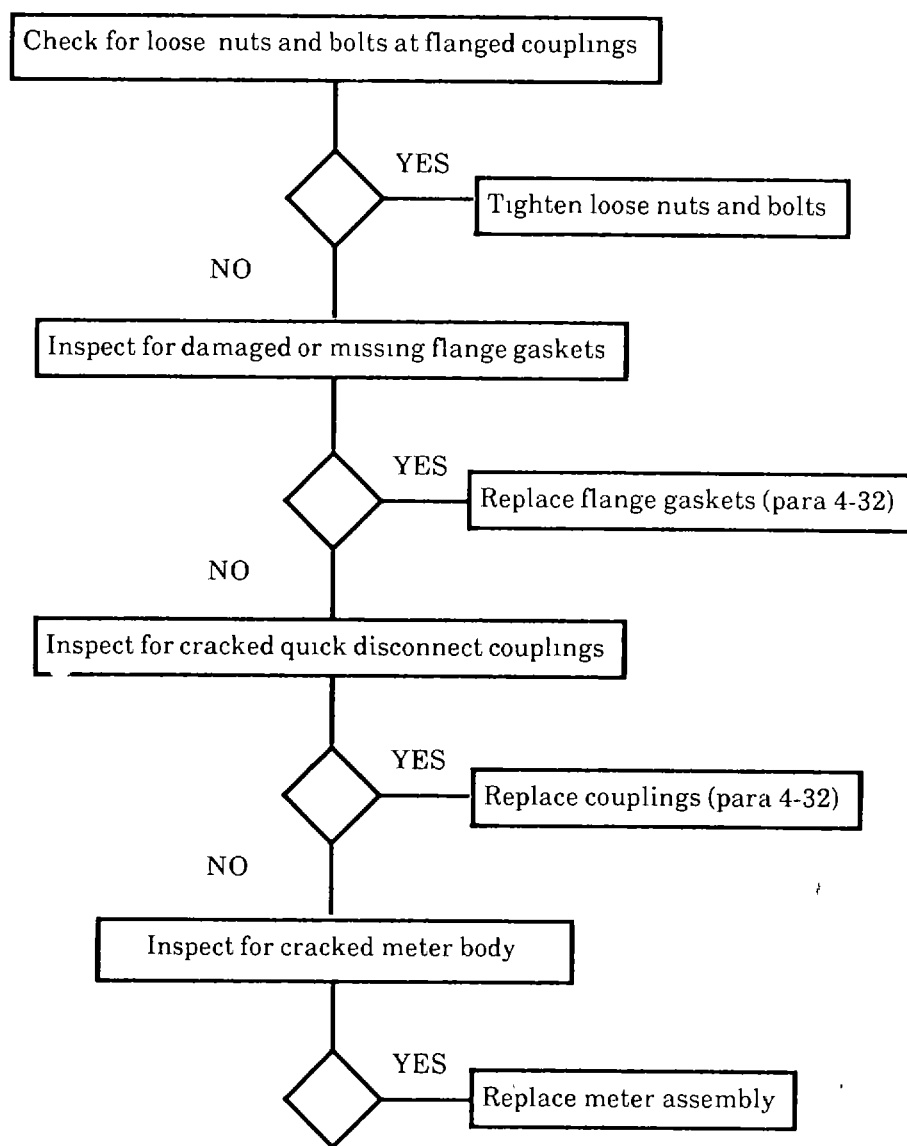 Check for loose nuts and bolts at flanged couplings
YES
Tighten loose nuts and bolts
NO
Inspect for damaged or missing flange gaskets
YES
Replace flange gaskets (para 4-32)
NO
Inspect for cracked quick disconnect couplings
YES
Replace couplings (para 4-32)
NO
Inspect for cracked meter body
YES
Replace meter assembly